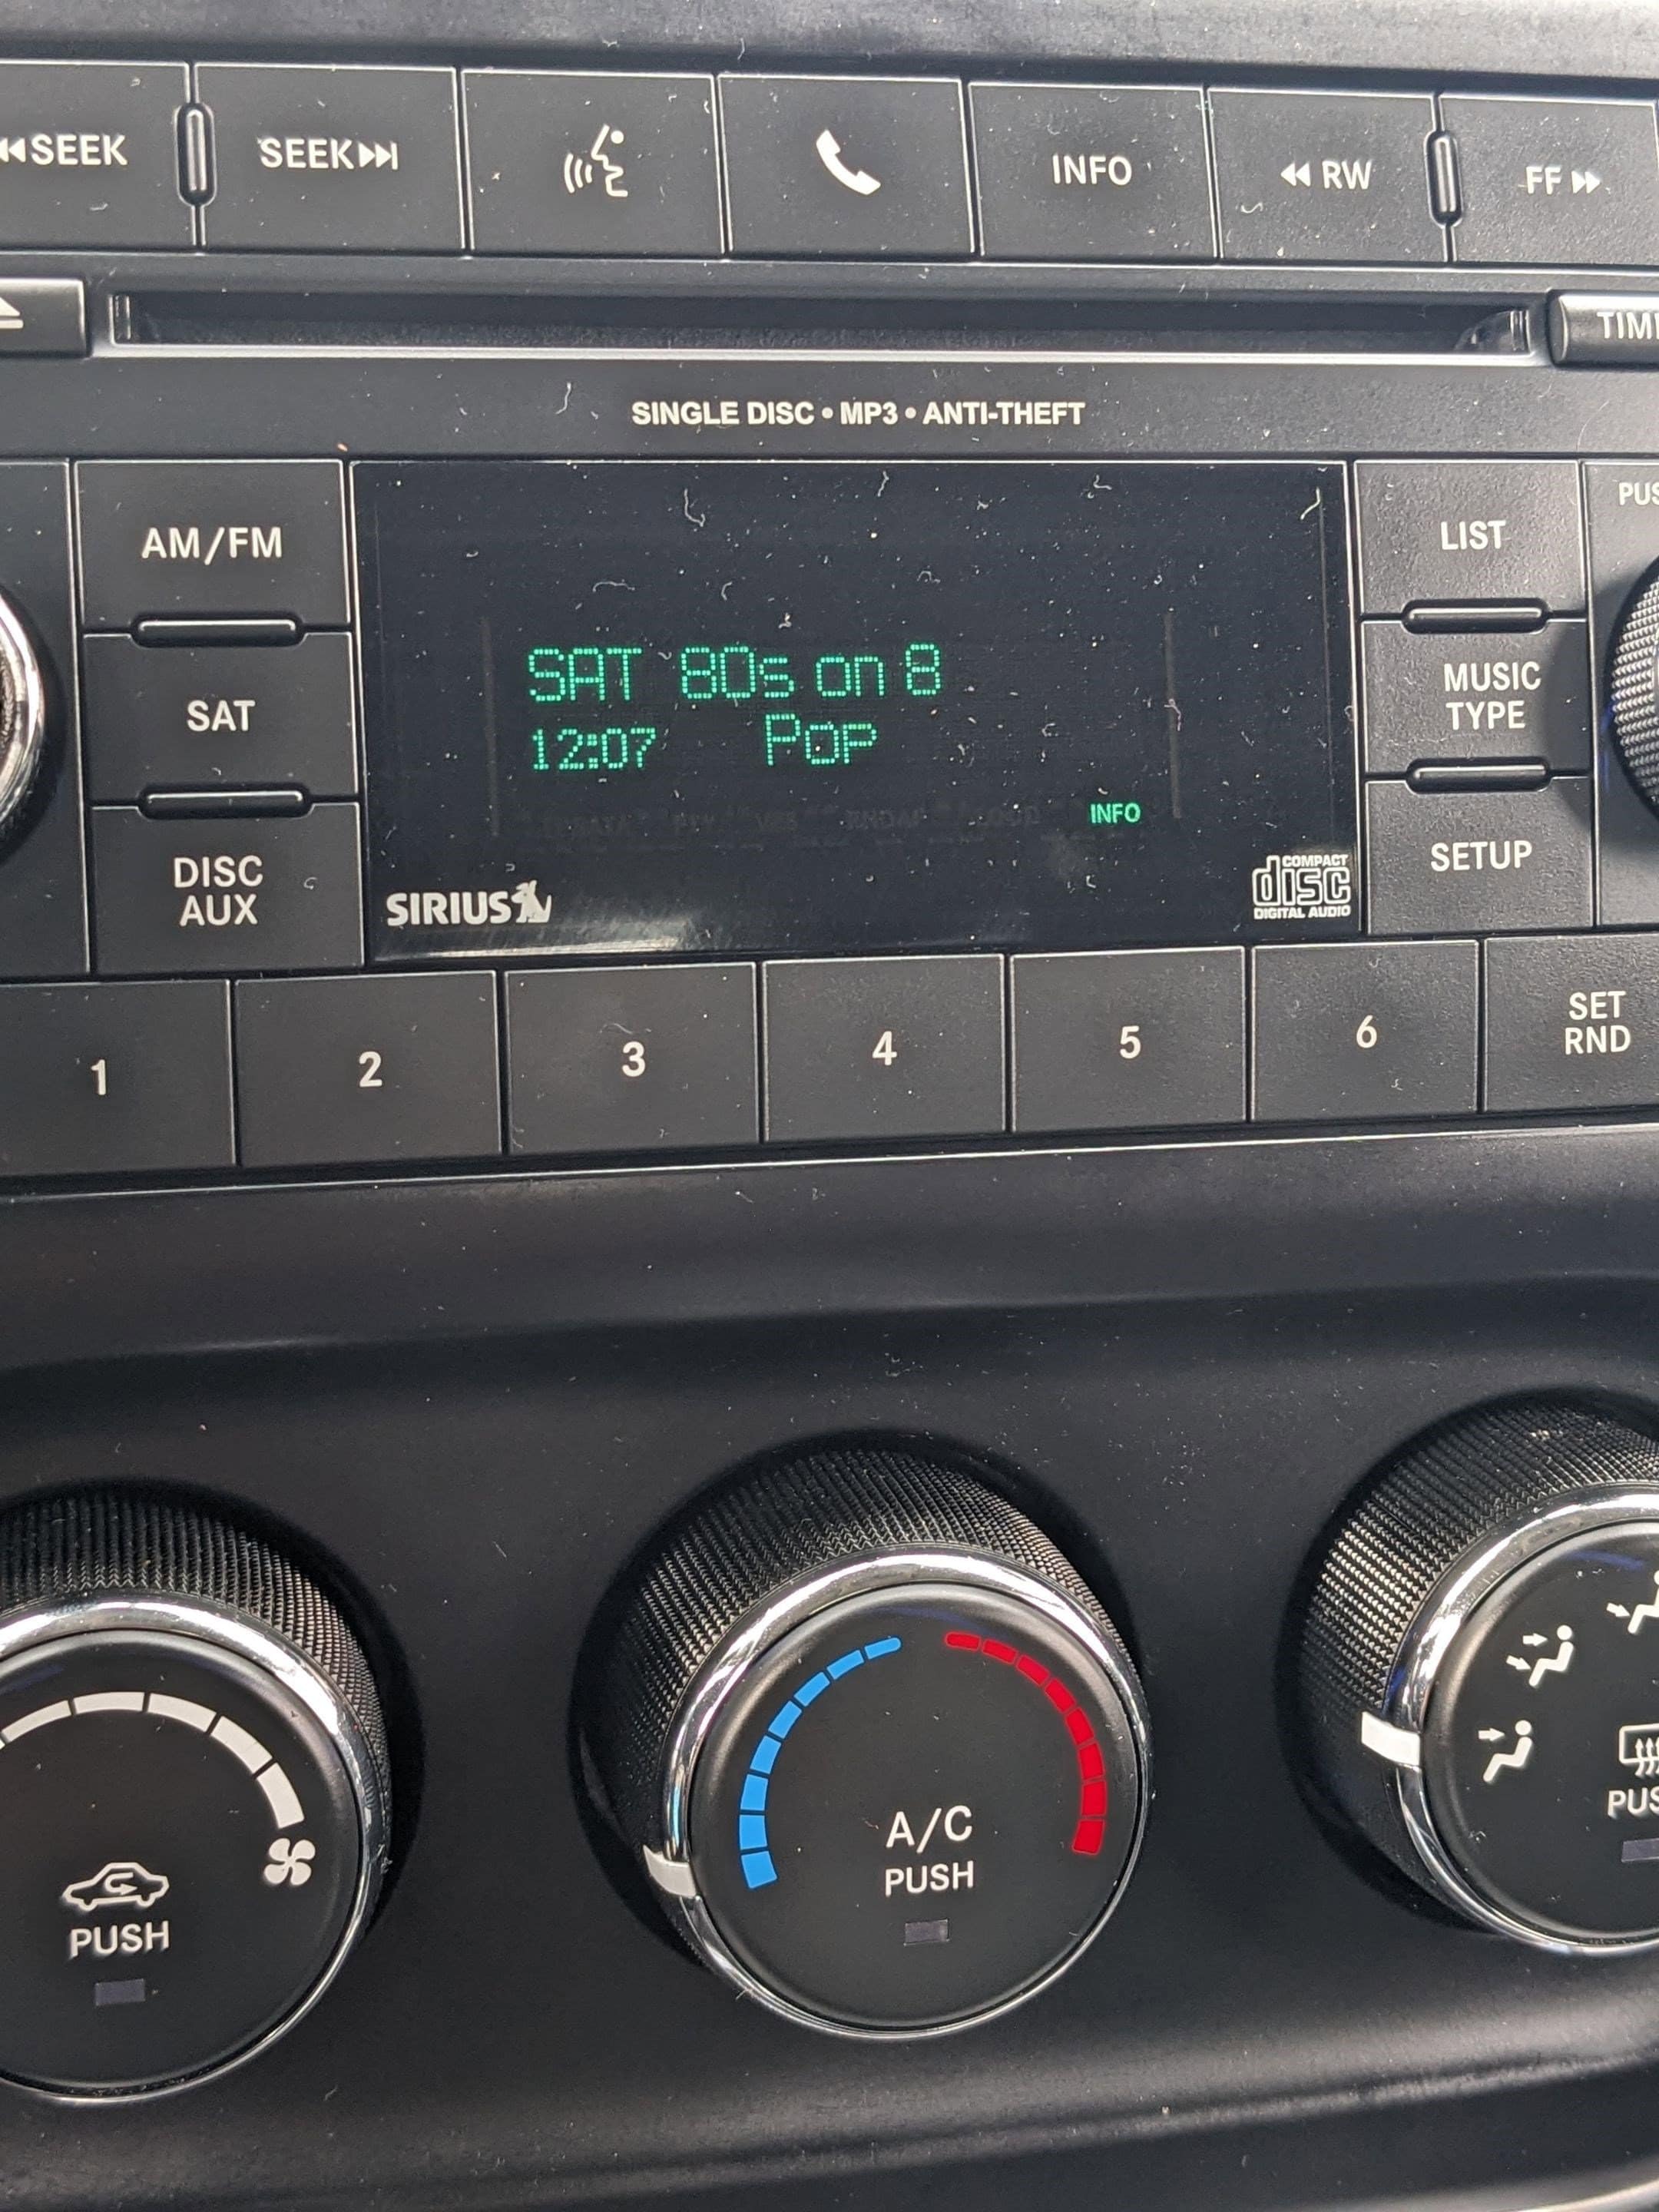 SEEK
SEEK
INFO
RW
FF
SINGLE DISC • MP3 • ANTI-THEFT
AM/FM
SAT
DISC
AUX
SAT 80s on 8
12:07 Pop
INFO
SIRIUS
COMPACT
disc
DIGITAL AUDIO
LIST
MUSIC
TYPE
SETUP
1
2
3
4
5
6
SET
RND
PUSH
A/C
PUSH